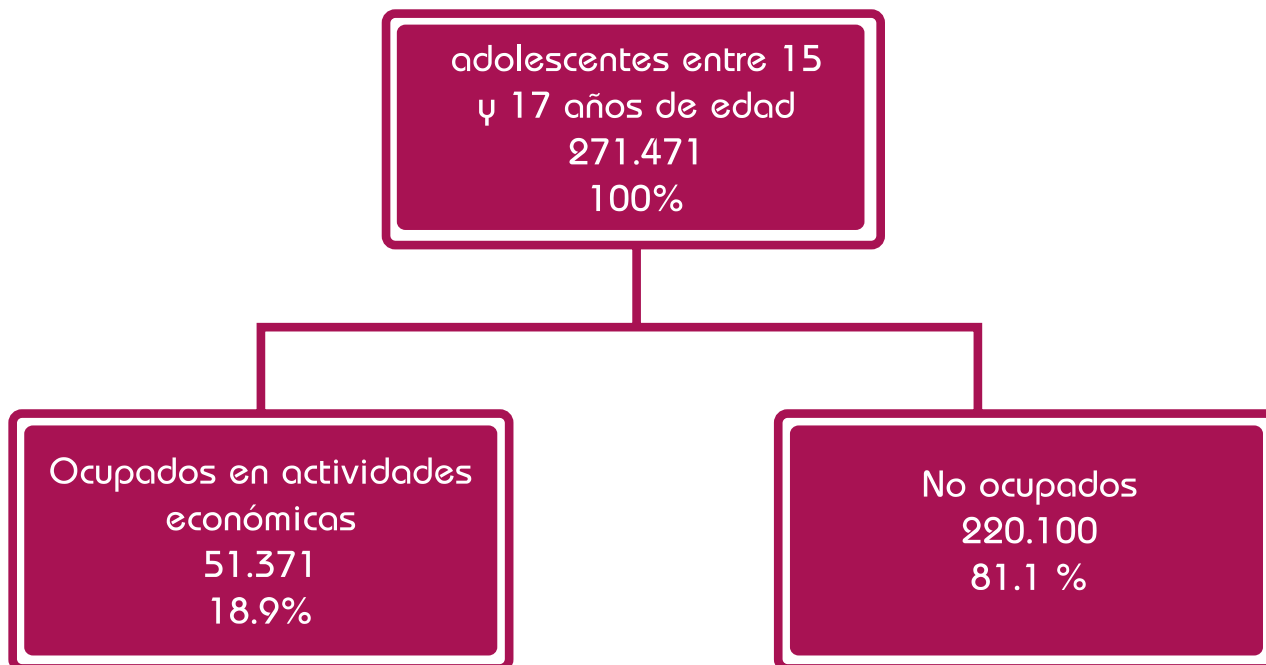 adolescentes entre 15
y 17 años de edad
271.471
100%
Ocupados en actividades
económicas
51.371
18.9%
No ocupados
220.100
81.1 %